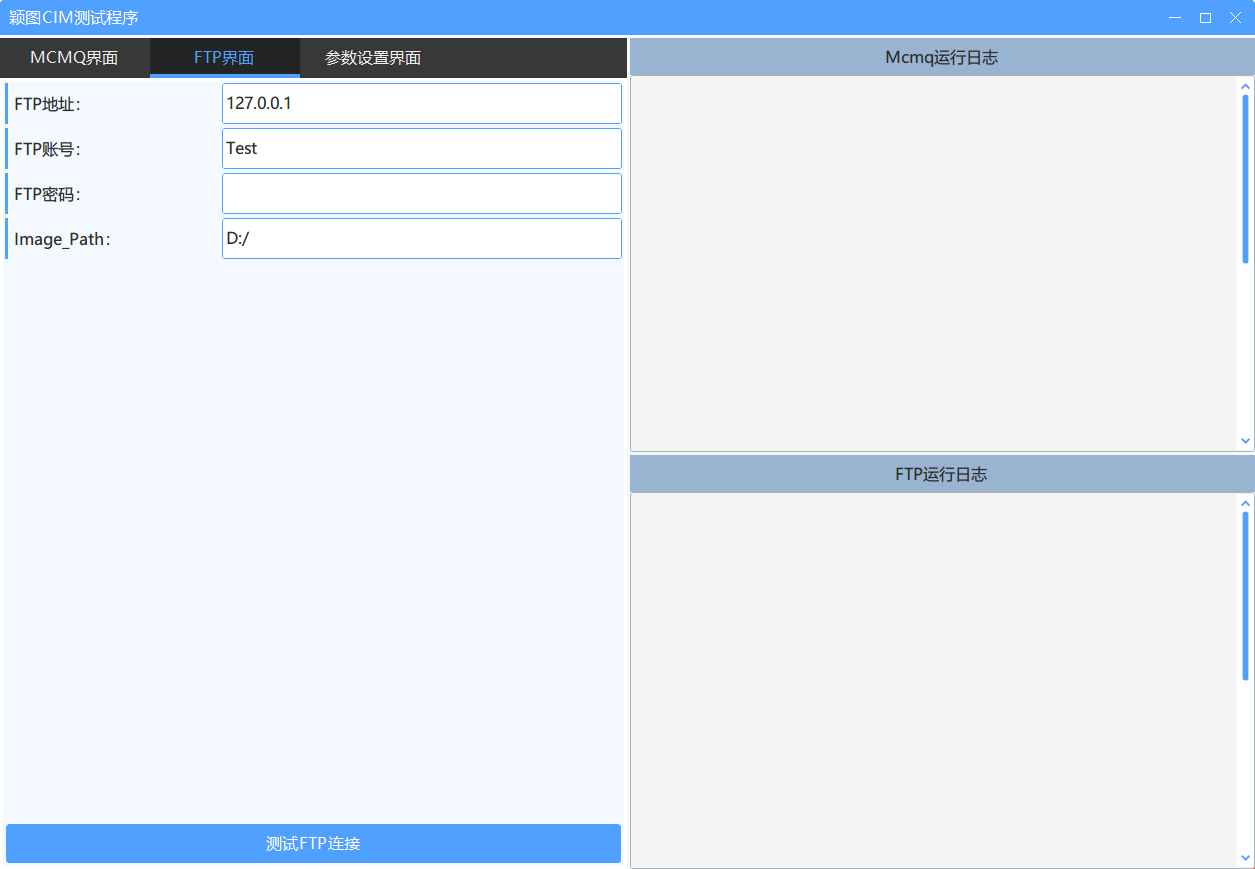 颖图CIM测试程序
MCMQ界面
FTP界面
参数设置界面
FTP地址：
127.0.0.1
FTP账号：
Test
FTP密码：
Image_Path：
D:/
测试FTP连接
Mcmq运行日志
FTP运行日志